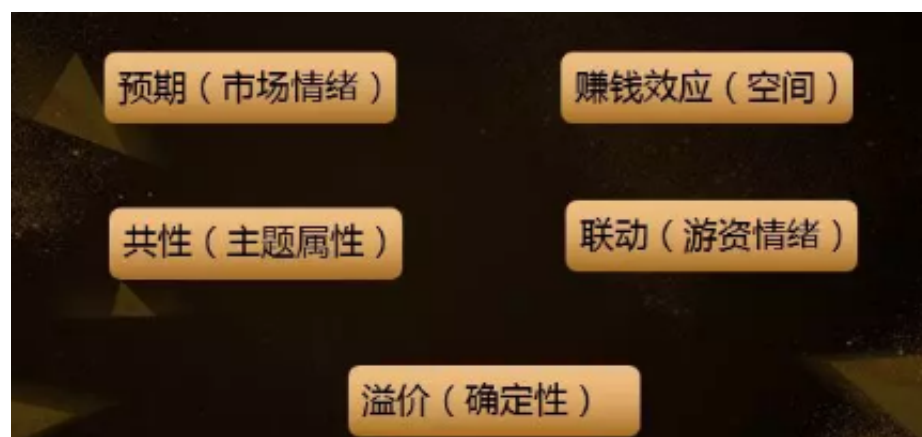 预期（市场情绪）
赚钱效应（空间）
共性（主题属性）
联动（游资情绪）
溢价（确定性）